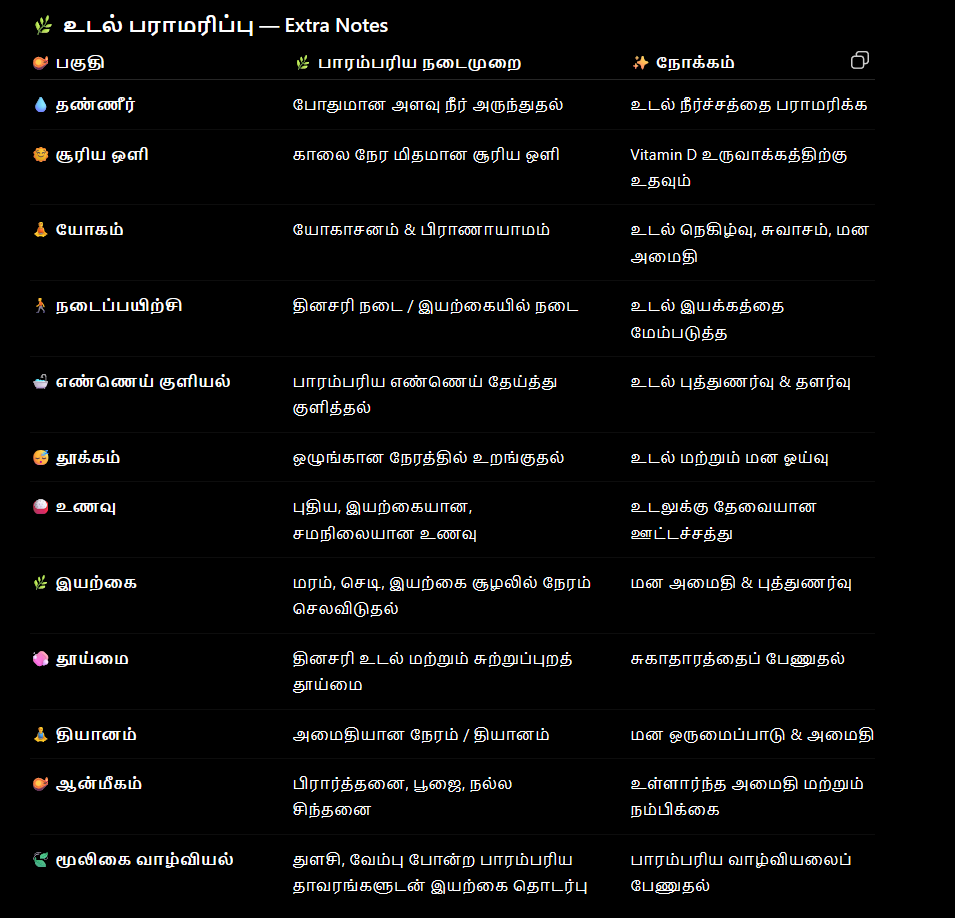 🌿 உடல் பராமரிப்பு — Extra Notes
🪔 பகுதி 🌿 பாரம்பரிய நடைமுறை ✨ நோக்கம்
💧 தண்ணீர் போதுமான அளவு நீர் அருந்துதல் உடல் நீர்ச்சத்தை பராமரிக்க
🌞 சூரிய ஒளி காலை நேர மிதமான சூரிய ஒளி Vitamin D உருவாக்கத்திற்கு
உதவும்
🧘 யோகம் யோகாசனம் & பிராணாயாமம் உடல் நெகிழ்வு, சுவாசம், மன
அமைதி
🚶 நடைப்பயிற்சி தினசரி நடை / இயற்கையில் நடை உடல் இயக்கத்தை
மேம்படுத்த
🛁 எண்ணெய் குளியல் பாரம்பரிய எண்ணெய் தேய்த்து
குளித்தல்
உடல் புத்துணர்வு & தளர்வு
😴 தூக்கம் ஒழுங்கான நேரத்தில் உறங்குதல் உடல் மற்றும் மன ஓய்வு
🍚 உணவு புதிய, இயற்கையான,
சமநிலையான உணவு
உடலுக்கு தேவையான
ஊட்டச்சத்து
🌿 இயற்கை மரம், செடி, இயற்கை சூழலில் நேரம்
செலவிடுதல்
மன அமைதி & புத்துணர்வு
🧼 தூய்மை தினசரி உடல் மற்றும் சுற்றுப்புறத்
தூய்மை
சுகாதாரத்தைப் பேணுதல்
🧘 தியானம் அமைதியான நேரம் / தியானம் மன ஒருமைப்பாடு & அமைதி
🪔 ஆன்மீகம் பிரார்த்தனை, பூஜை, நல்ல
சிந்தனை
உள்ளார்ந்த அமைதி மற்றும்
நம்பிக்கை
🌱 மூலிகை வாழ்வியல் துளசி, வேம்பு போன்ற பாரம்பரிய
தாவரங்களுடன் இயற்கை தொடர்பு
பாரம்பரிய வாழ்வியலைப்
பேணுதல்